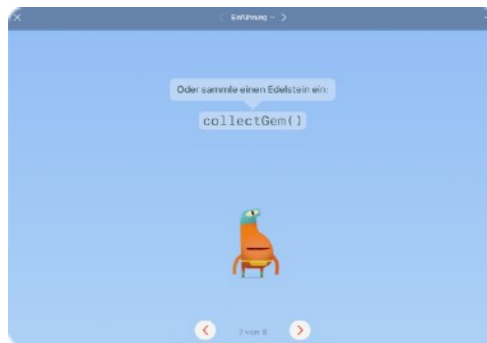 Einführung
Oder sammle einen Edelstein ein:
collectGem()
7 von 8